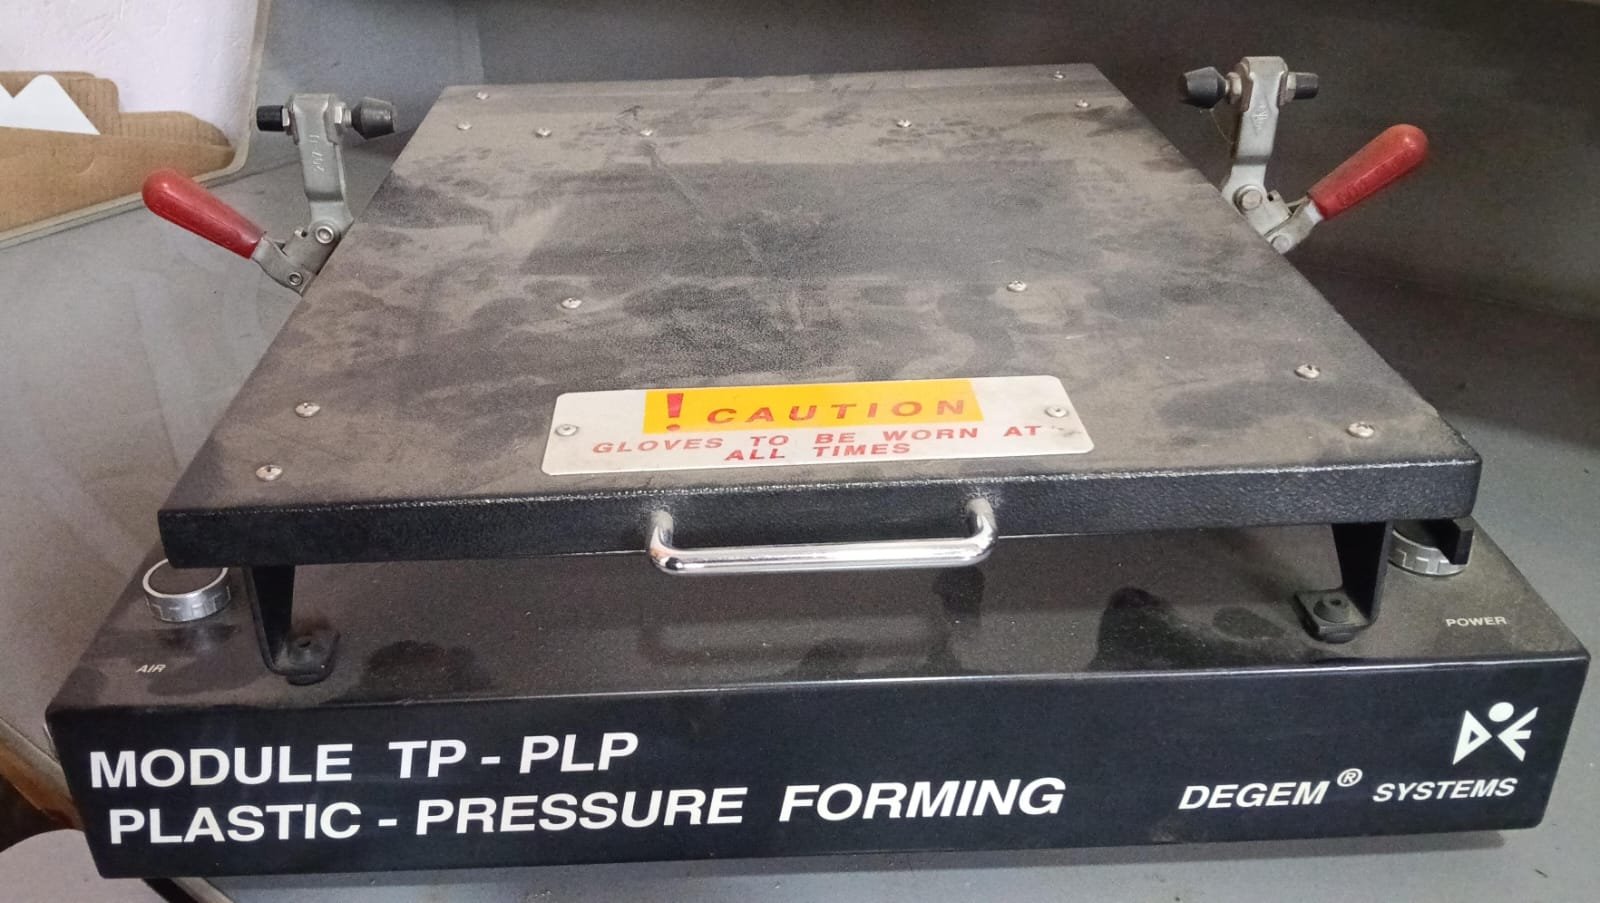 ! CAUTION
GLOVES TO BE WORN AT
ALL TIMES
AIR
POWER
MODULE TP - PLP
PLASTIC - PRESSURE FORMING
DEGEM® SYSTEMS